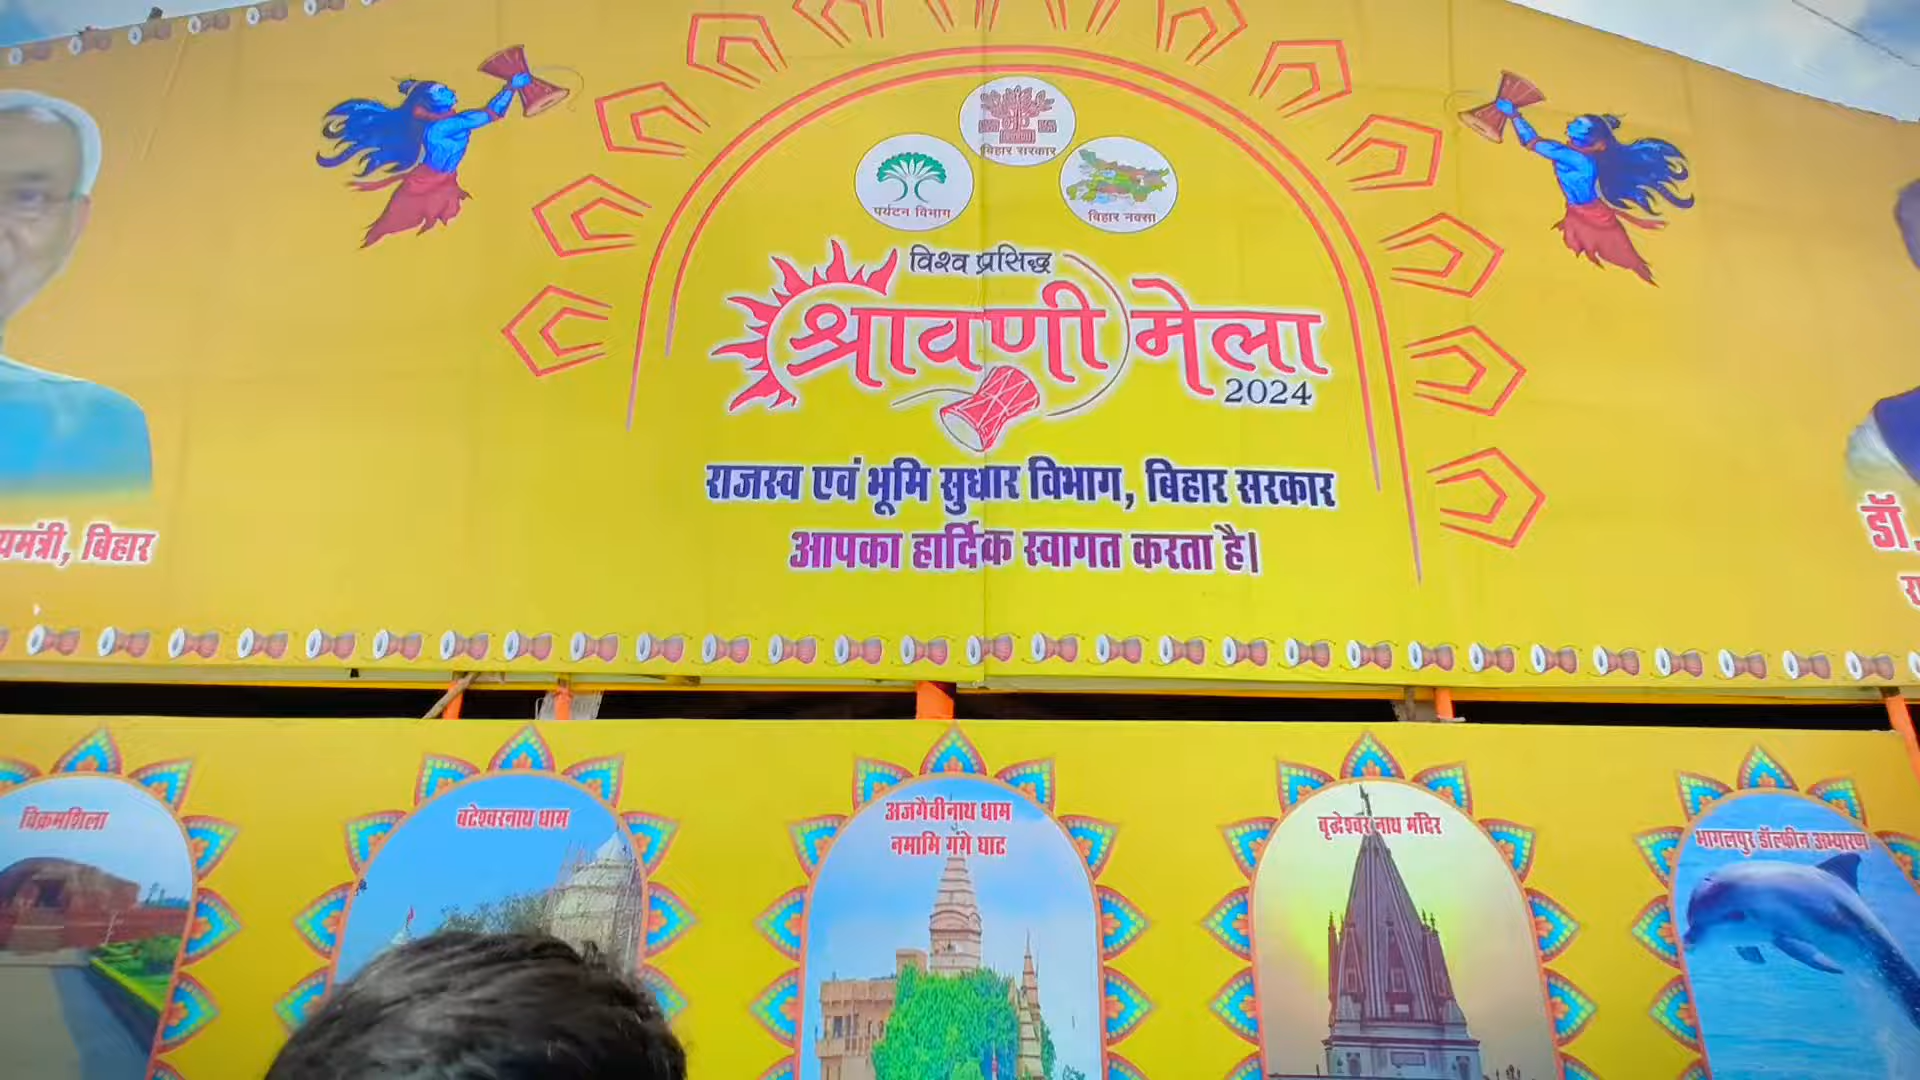 बिहार सरकार
पर्यटन विभाग
बिहार नक्सा
विश्व प्रसिद्ध
श्रावणी मेला
2024
राजस्व एवं भूमि सुधार विभाग, बिहार सरकार
आपका हार्दिक स्वागत करता है।
यमंत्री, बिहार
डॉ.
विक्रमशिला
बटेश्वरनाथ धाम
अजगैबीनाथ धाम
नमामि गंगे घाट
वृद्धेश्वर नाथ मंदिर
भागलपुर डॉल्फीन अभ्यारण